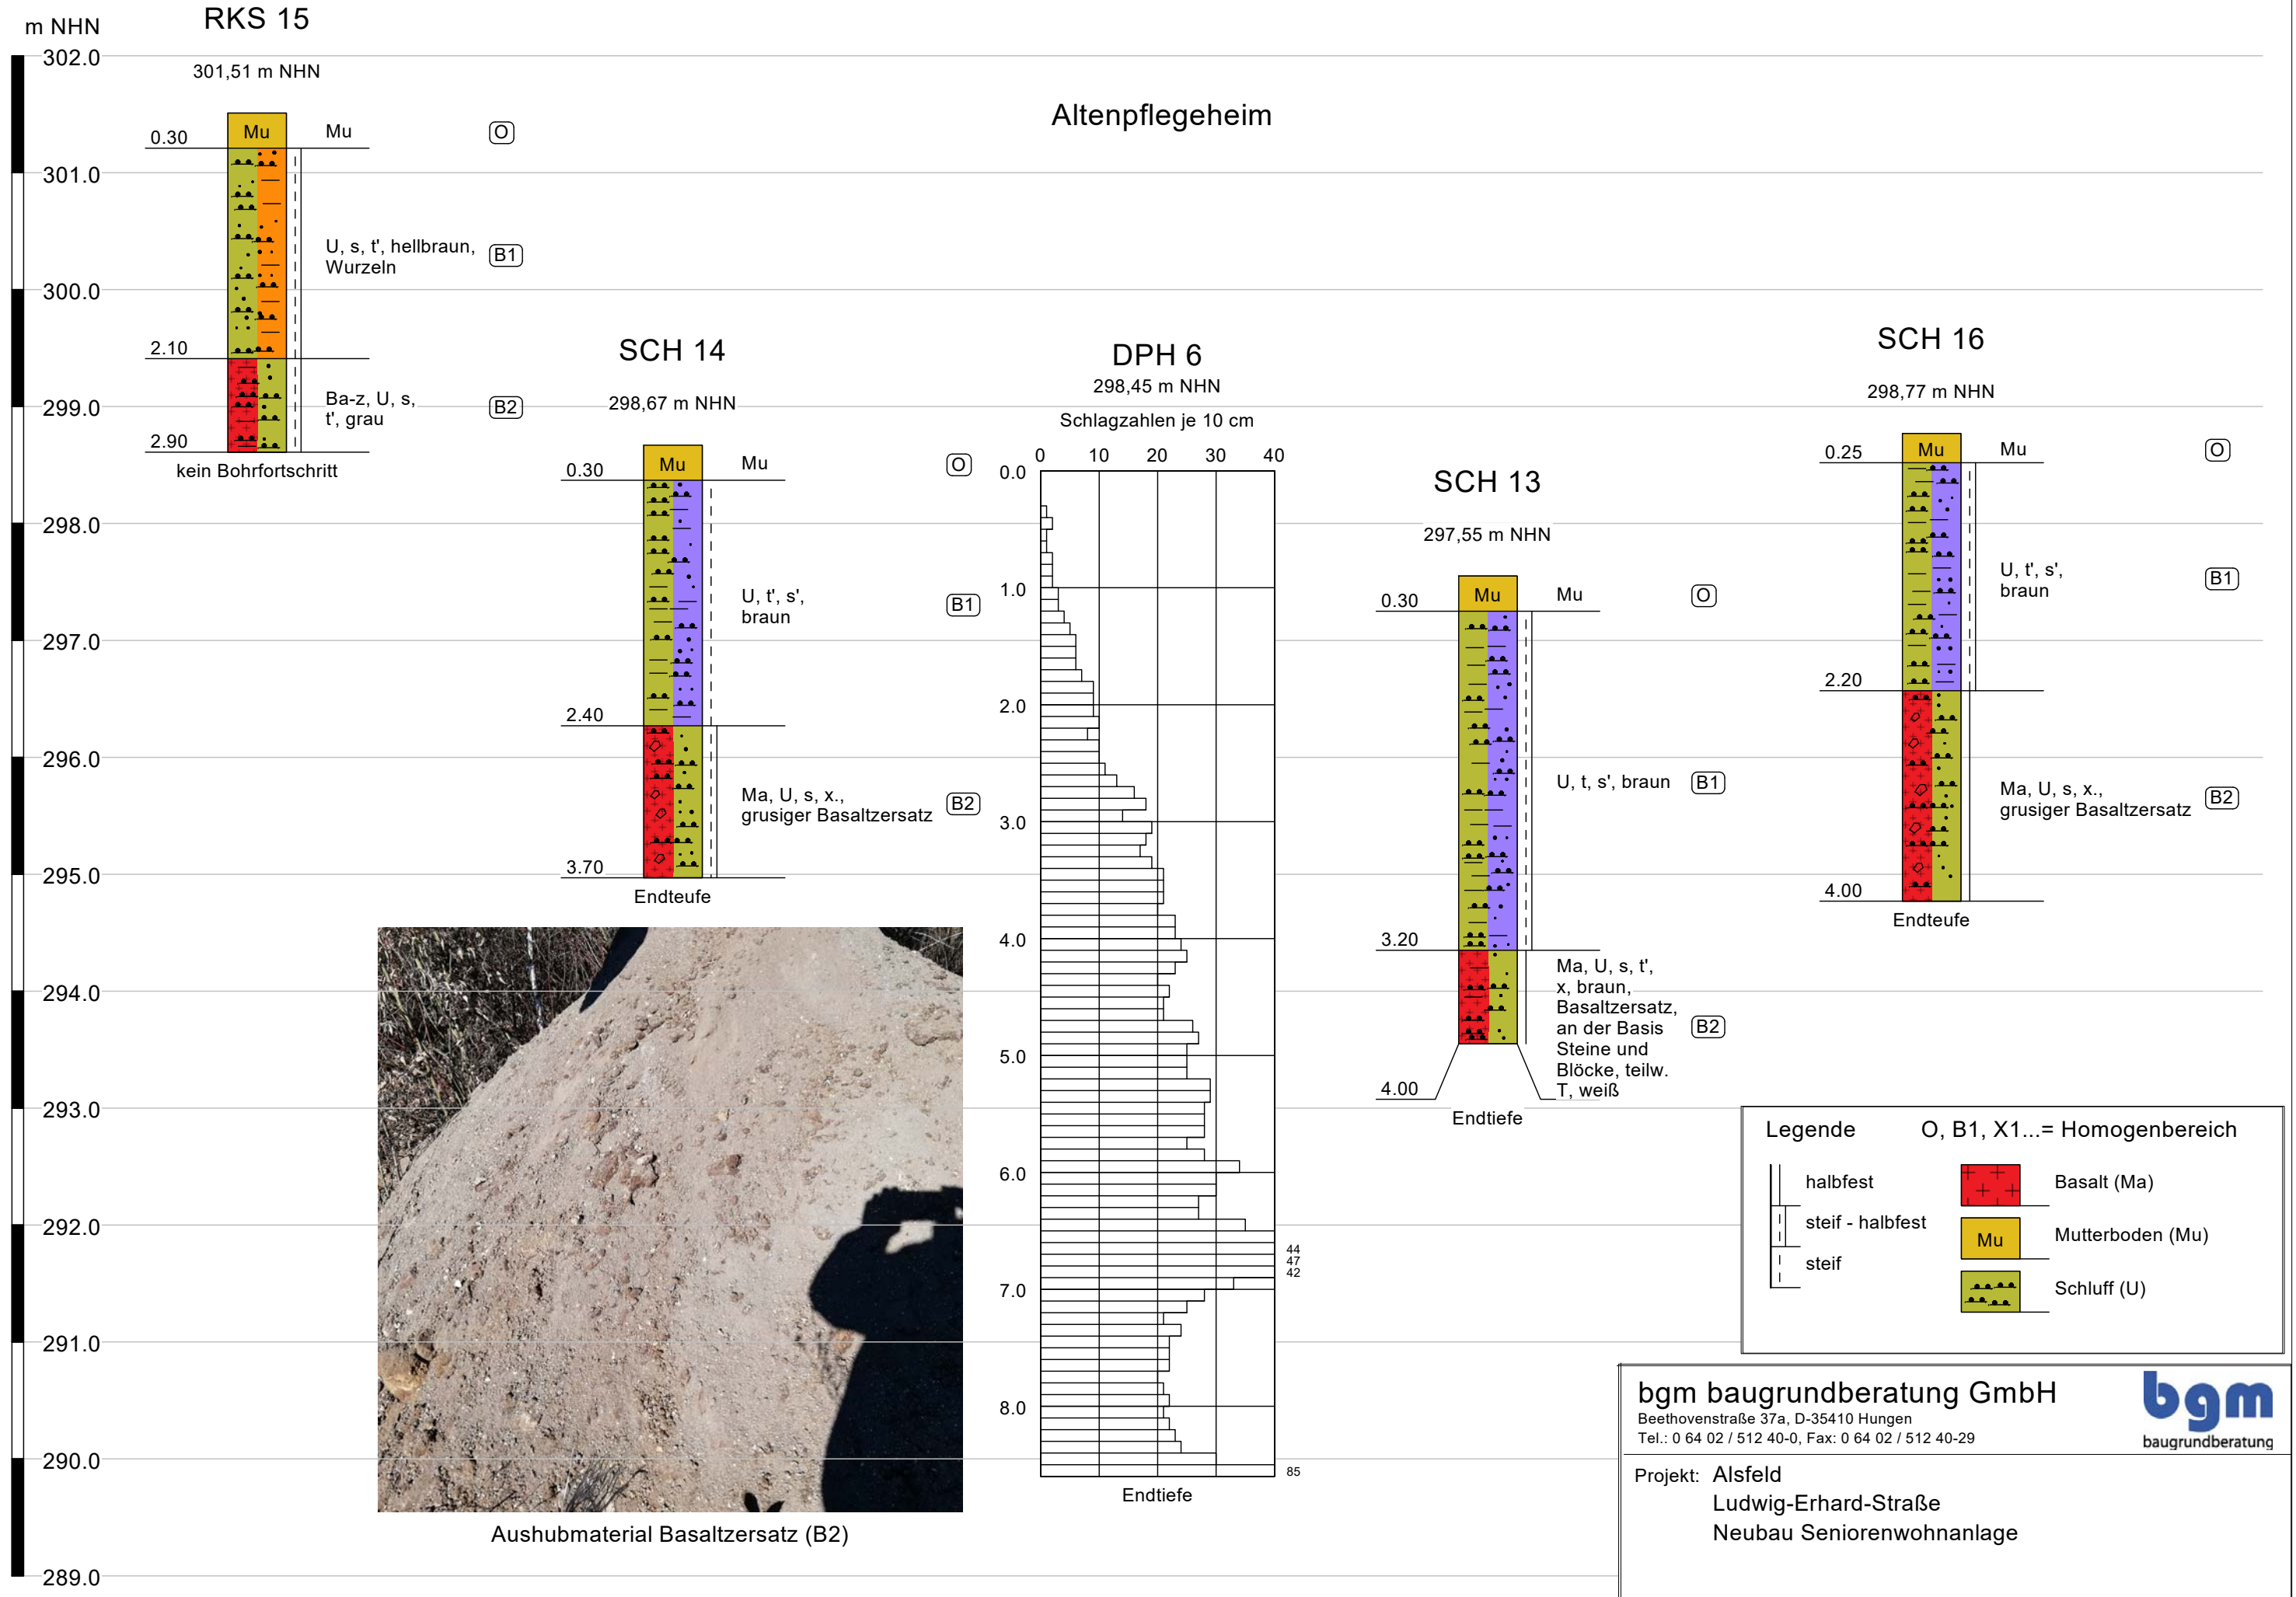 m NHN
302.0
301.0
300.0
299.0
298.0
297.0
296.0
295.0
294.0
293.0
292.0
291.0
290.0
289.0
Altenpflegeheim
RKS 15
301,51 m NHN
0.30
Mu
Mu
O
U, s, t', hellbraun,
Wurzeln
B1
2.10
Ba-z, U, s,
t', grau
B2
2.90
kein Bohrfortschritt
SCH 14
298,67 m NHN
0.30
Mu
Mu
O
U, t', s',
braun
B1
2.40
Ma, U, s, x.,
grusiger Basaltzersatz
B2
3.70
Endteufe
DPH 6
298,45 m NHN
Schlagzahlen je 10 cm
0 10 20 30 40
0.0
1.0
2.0
3.0
4.0
5.0
6.0
44
47
42
7.0
8.0
85
Endtiefe
SCH 13
297,55 m NHN
0.30
Mu
Mu
O
U, t, s', braun
B1
3.20
Ma, U, s, t',
x, braun,
Basaltzersatz,
an der Basis
Steine und
Blöcke, teilw.
T, weiß
B2
4.00
Endtiefe
SCH 16
298,77 m NHN
0.25
Mu
Mu
O
U, t', s',
braun
B1
2.20
Ma, U, s, x.,
grusiger Basaltzersatz
B2
4.00
Endteufe
Aushubmaterial Basaltzersatz (B2)
Legende
O, B1, X1...= Homogenbereich
halbfest
steif - halbfest
steif
Basalt (Ma)
Mu
Mutterboden (Mu)
Schluff (U)
bgm baugrundberatung GmbH
Beethovenstraße 37a, D-35410 Hungen
Tel.: 0 64 02 / 512 40-0, Fax: 0 64 02 / 512 40-29
bgm
baugrundberatung
Projekt: Alsfeld
Ludwig-Erhard-Straße
Neubau Seniorenwohnanlage